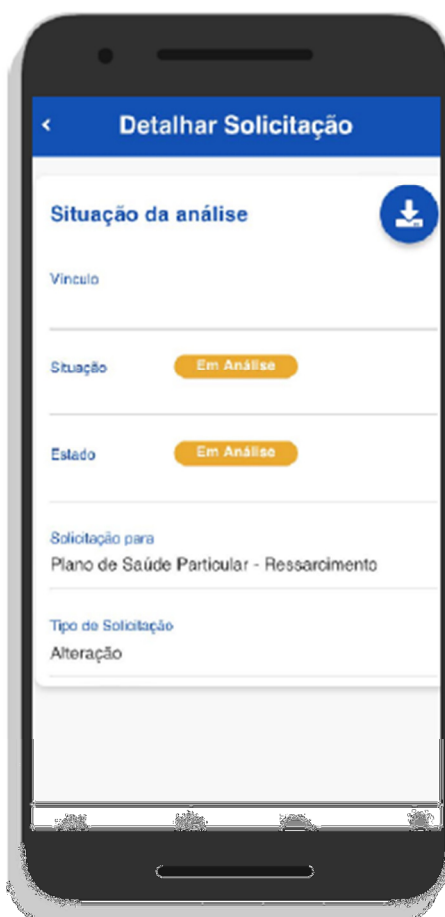 Detalhar Solicitação
Situação da análise
Vínculo
Situação Em Análise
Estado Em Análise
Solicitação para
Plano de Saúde Particular - Ressarcimento
Tipo de Solicitação
Alteração